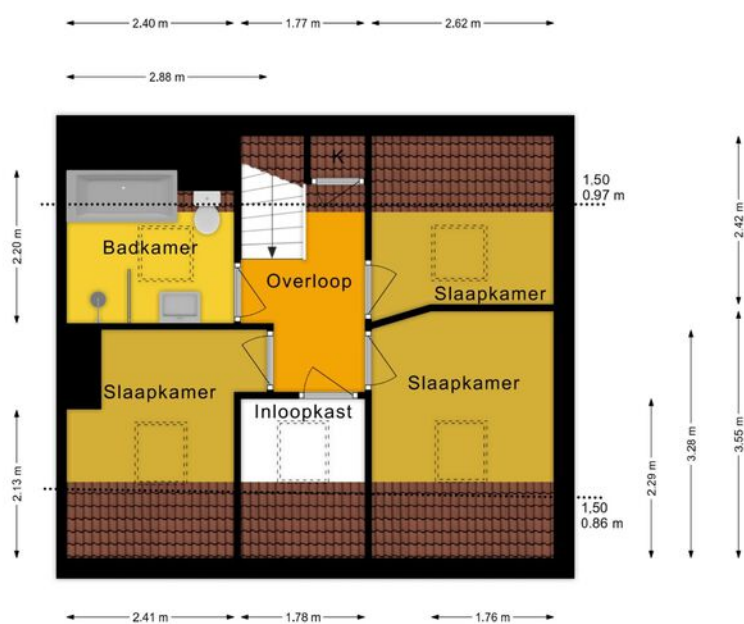 2.40 m
1.77 m
2.62 m
2.88 m
K
1,50
0.97 m
2.20 m
2.42 m
Badkamer
Overloop
Slaapkamer
Slaapkamer
Slaapkamer
Inloopkast
2.13 m
2.29 m
3.28 m
3.55 m
1,50
0.86 m
2.41 m
1.78 m
1.76 m